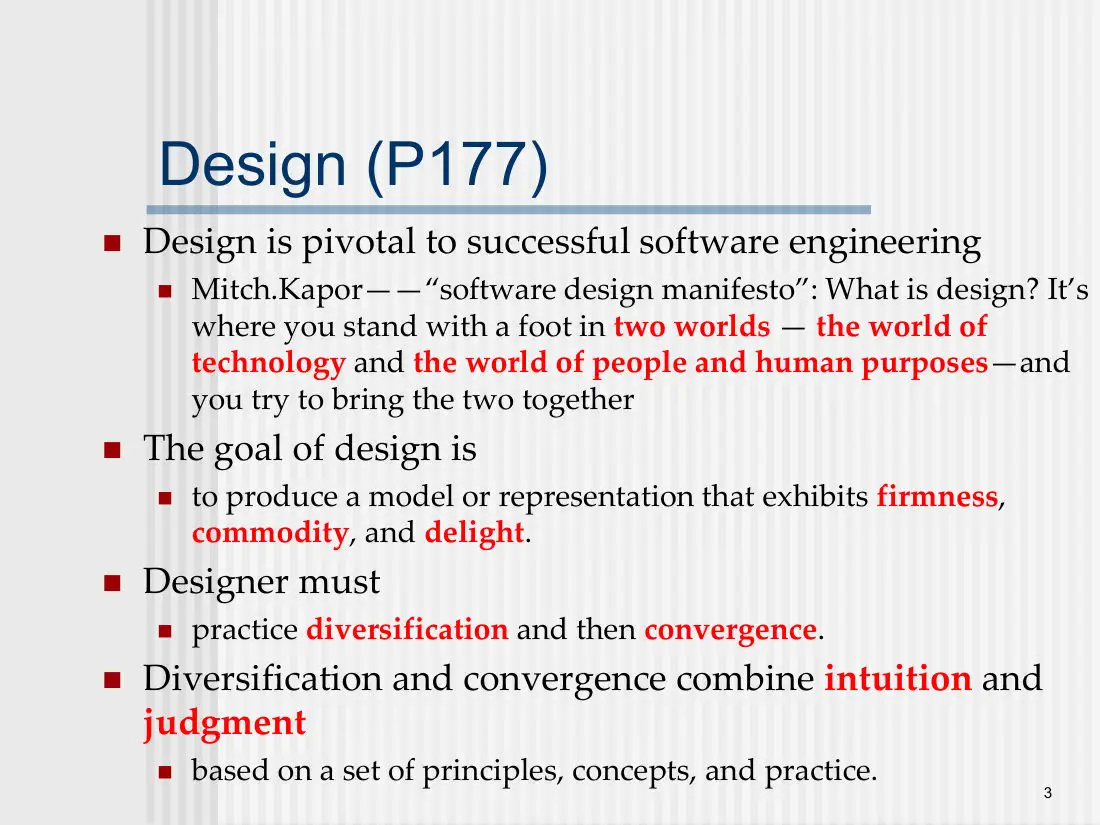 Design (P177)
Design is pivotal to successful software engineering
Mitch.Kapor——“software design manifesto”: What is design? It’s
where you stand with a foot in two worlds — the world of
technology and the world of people and human purposes—and
you try to bring the two together
The goal of design is
to produce a model or representation that exhibits firmness,
commodity, and delight.
Designer must
practice diversification and then convergence.
Diversification and convergence combine intuition and
judgment
based on a set of principles, concepts, and practice.
3